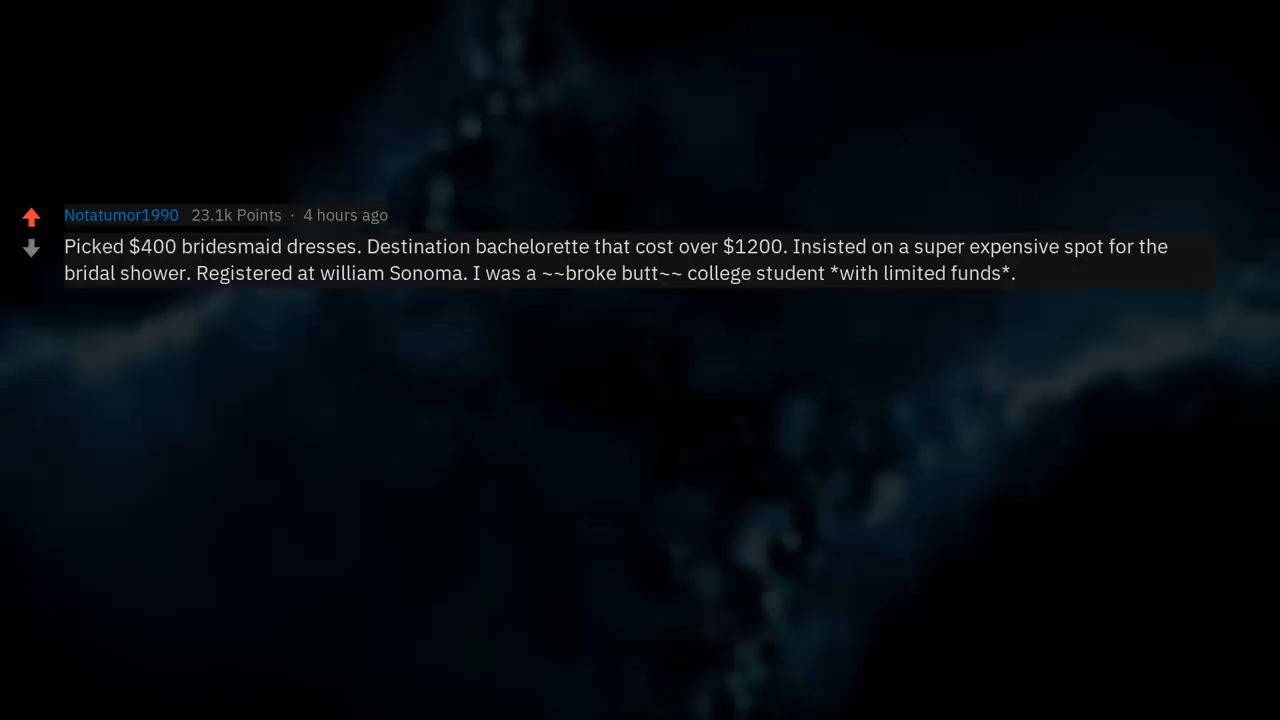 Notatumor1990 23.1k Points · 4 hours ago
Picked $400 bridesmaid dresses. Destination bachelorette that cost over $1200. Insisted on a super expensive spot for the
bridal shower. Registered at william Sonoma. I was a ~~broke butt~~ college student *with limited funds*.